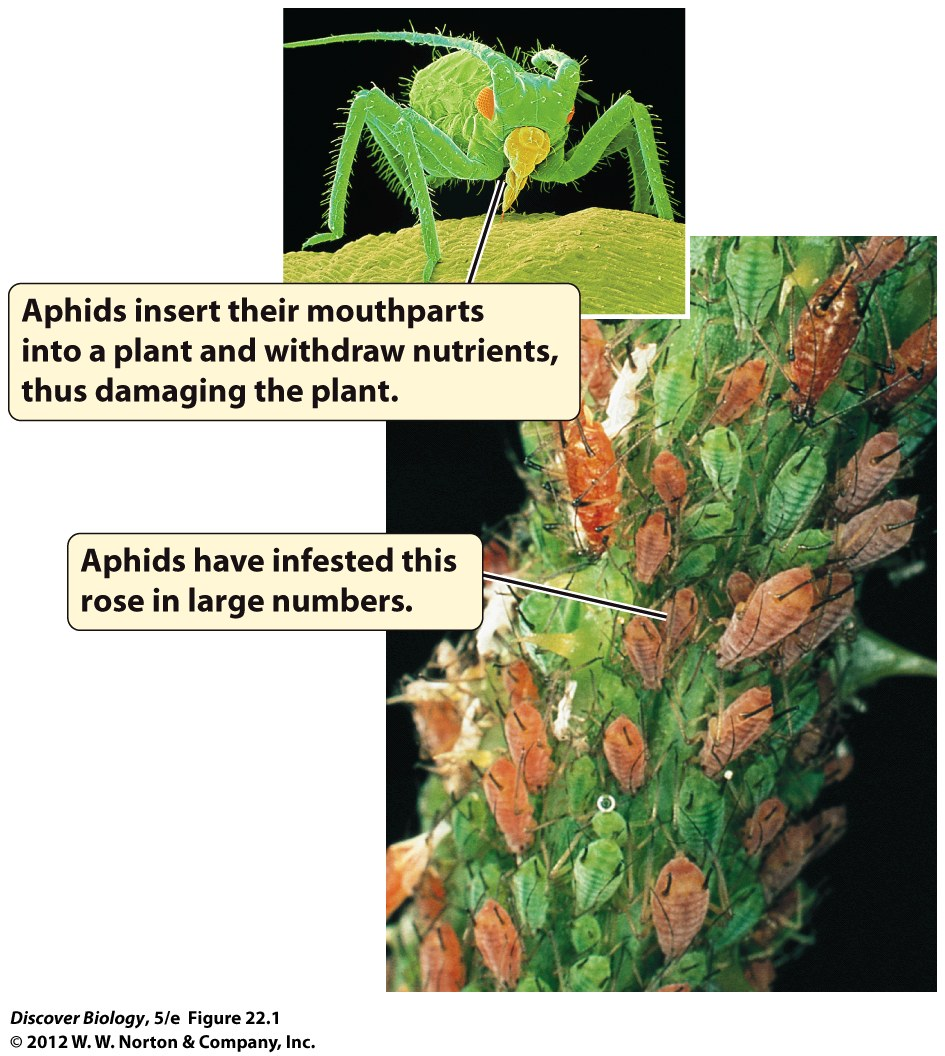 Aphids insert their mouthparts
into a plant and withdraw nutrients,
thus damaging the plant.
Aphids have infested this
rose in large numbers.
Discover Biology, 5/e Figure 22.1
© 2012 W. W. Norton & Company, Inc.